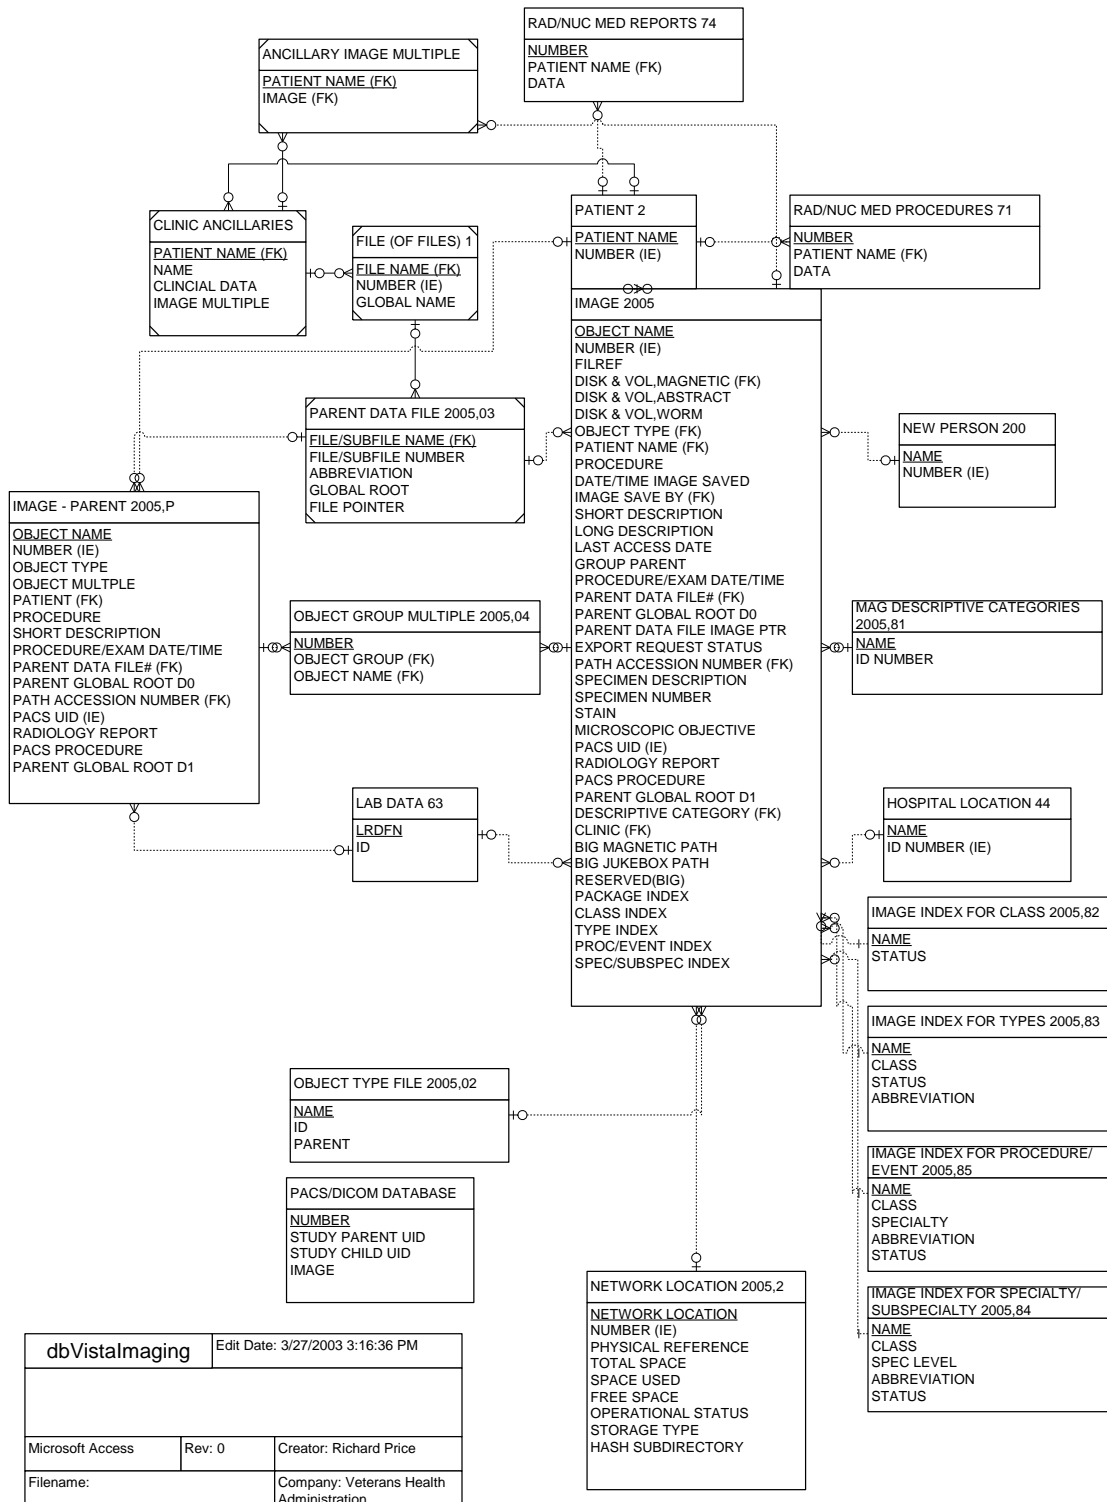 RAD/NUC MED REPORTS 74
NUMBER
PATIENT NAME (FK)
DATA
ANCILLARY IMAGE MULTIPLE
PATIENT NAME (FK)
IMAGE (FK)
CLINIC ANCILLARIES
PATIENT NAME (FK)
NAME
CLINCIAL DATA
IMAGE MULTIPLE
FILE (OF FILES) 1
FILE NAME (FK)
NUMBER (IE)
GLOBAL NAME
PATIENT 2
PATIENT NAME
NUMBER (IE)
RAD/NUC MED PROCEDURES 71
NUMBER
PATIENT NAME (FK)
DATA
IMAGE 2005
OBJECT NAME
NUMBER (IE)
FILREF
DISK & VOL,MAGNETIC (FK)
DISK & VOL,ABSTRACT
DISK & VOL,WORM
OBJECT TYPE (FK)
PATIENT NAME (FK)
PROCEDURE
DATE/TIME IMAGE SAVED
IMAGE SAVE BY (FK)
SHORT DESCRIPTION
LONG DESCRIPTION
LAST ACCESS DATE
GROUP PARENT
PROCEDURE/EXAM DATE/TIME
PARENT DATA FILE# (FK)
PARENT GLOBAL ROOT D0
PARENT DATA FILE IMAGE PTR
EXPORT REQUEST STATUS
PATH ACCESSION NUMBER (FK)
SPECIMEN DESCRIPTION
SPECIMEN NUMBER
STAIN
MICROSCOPIC OBJECTIVE
PACS UID (IE)
RADIOLOGY REPORT
PACS PROCEDURE
PARENT GLOBAL ROOT D1
DESCRIPTIVE CATEGORY (FK)
CLINIC (FK)
BIG MAGNETIC PATH
BIG JUKEBOX PATH
RESERVED(BIG)
PACKAGE INDEX
CLASS INDEX
TYPE INDEX
PROC/EVENT INDEX
SPEC/SUBSPEC INDEX
PARENT DATA FILE 2005,03
FILE/SUBFILE NAME (FK)
FILE/SUBFILE NUMBER
ABBREVIATION
GLOBAL ROOT
FILE POINTER
NEW PERSON 200
NAME
NUMBER (IE)
IMAGE - PARENT 2005,P
OBJECT NAME
NUMBER (IE)
OBJECT TYPE
OBJECT MULTPLE
PATIENT (FK)
PROCEDURE
SHORT DESCRIPTION
PROCEDURE/EXAM DATE/TIME
PARENT DATA FILE# (FK)
PARENT GLOBAL ROOT D0
PATH ACCESSION NUMBER (FK)
PACS UID (IE)
RADIOLOGY REPORT
PACS PROCEDURE
PARENT GLOBAL ROOT D1
OBJECT GROUP MULTIPLE 2005,04
NUMBER
OBJECT GROUP (FK)
OBJECT NAME (FK)
MAG DESCRIPTIVE CATEGORIES
2005,81
NAME
ID NUMBER
LAB DATA 63
LRDFN
ID
HOSPITAL LOCATION 44
NAME
ID NUMBER (IE)
IMAGE INDEX FOR CLASS 2005,82
NAME
STATUS
IMAGE INDEX FOR TYPES 2005,83
NAME
CLASS
STATUS
ABBREVIATION
OBJECT TYPE FILE 2005,02
NAME
ID
PARENT
IMAGE INDEX FOR PROCEDURE/
EVENT 2005,85
NAME
CLASS
SPECIALTY
ABBREVIATION
STATUS
PACS/DICOM DATABASE
NUMBER
STUDY PARENT UID
STUDY CHILD UID
IMAGE
NETWORK LOCATION 2005,2
NETWORK LOCATION
NUMBER (IE)
PHYSICAL REFERENCE
TOTAL SPACE
SPACE USED
FREE SPACE
OPERATIONAL STATUS
STORAGE TYPE
HASH SUBDIRECTORY
IMAGE INDEX FOR SPECIALTY/
SUBSPECIALTY 2005,84
NAME
CLASS
SPEC LEVEL
ABBREVIATION
STATUS
dbVistaImaging
Edit Date: 3/27/2003 3:16:36 PM
Microsoft Access
Rev: 0
Creator: Richard Price
Filename:
Company: Veterans Health
Administration